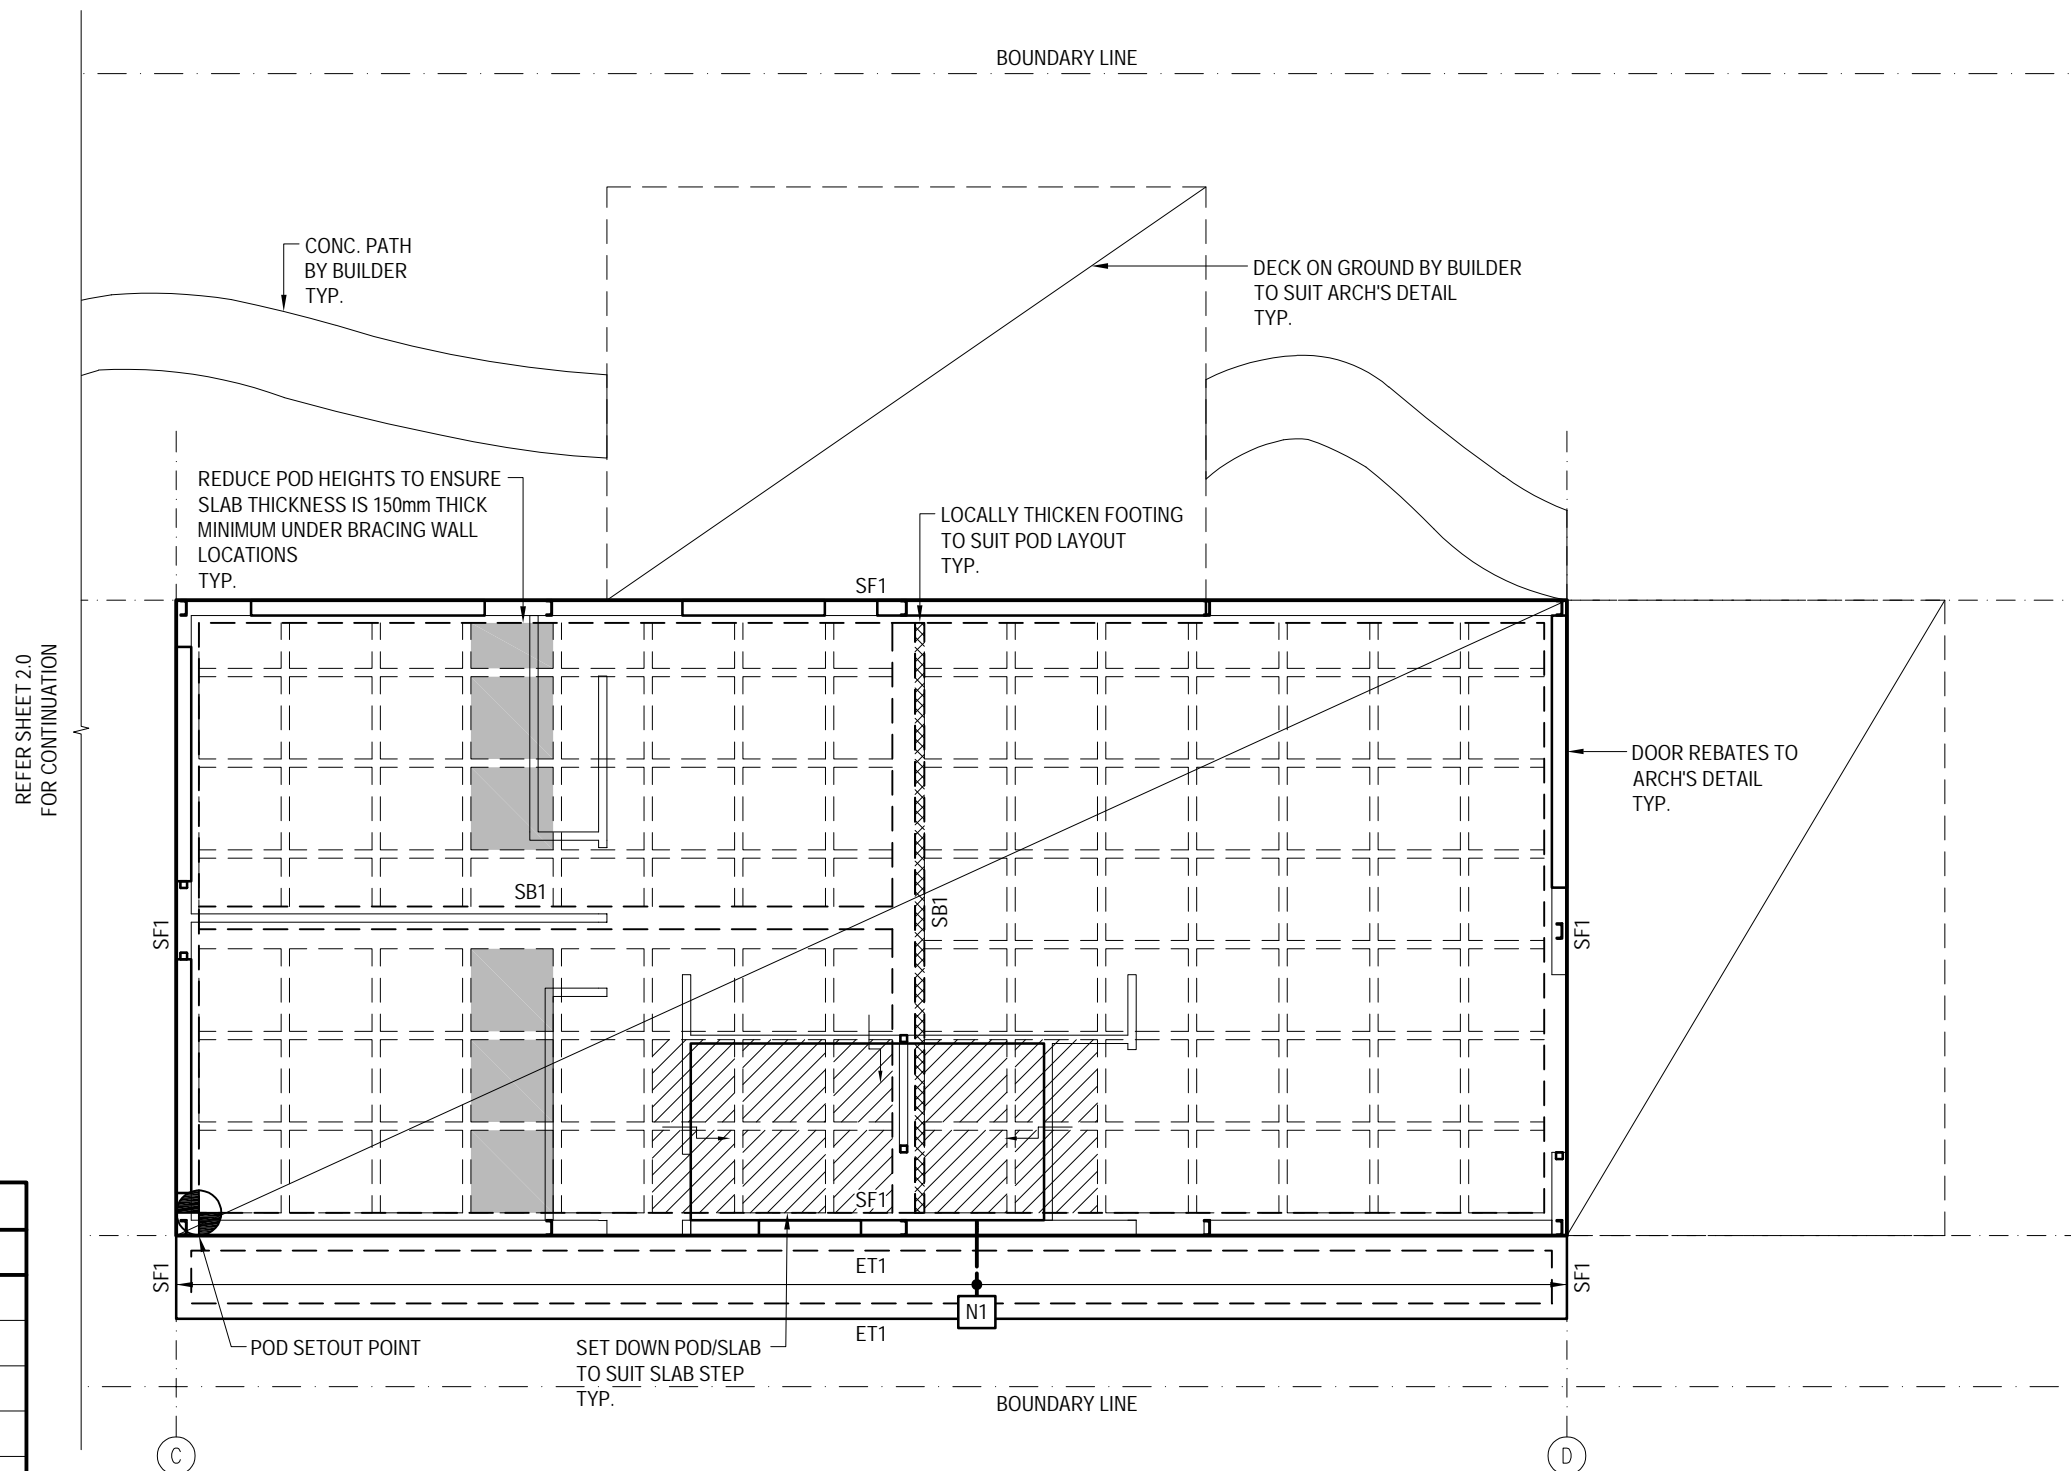 BOUNDARY LINE
CONC. PATH
BY BUILDER
TYP.
DECK ON GROUND BY BUILDER
TO SUIT ARCH'S DETAIL
TYP.
REDUCE POD HEIGHTS TO ENSURE
SLAB THICKNESS IS 150mm THICK
MINIMUM UNDER BRACING WALL
LOCATIONS
TYP.
LOCALLY THICKEN FOOTING
TO SUIT POD LAYOUT
TYP.
SF1
REFER SHEET 2.0
FOR CONTINUATION
DOOR REBATES TO
ARCH'S DETAIL
TYP.
SB1
SB1
SF1
SF1
SF1
SF1
ET1
SF1
N1
ET1
POD SETOUT POINT
SET DOWN POD/SLAB
TO SUIT SLAB STEP
TYP.
BOUNDARY LINE
C
D